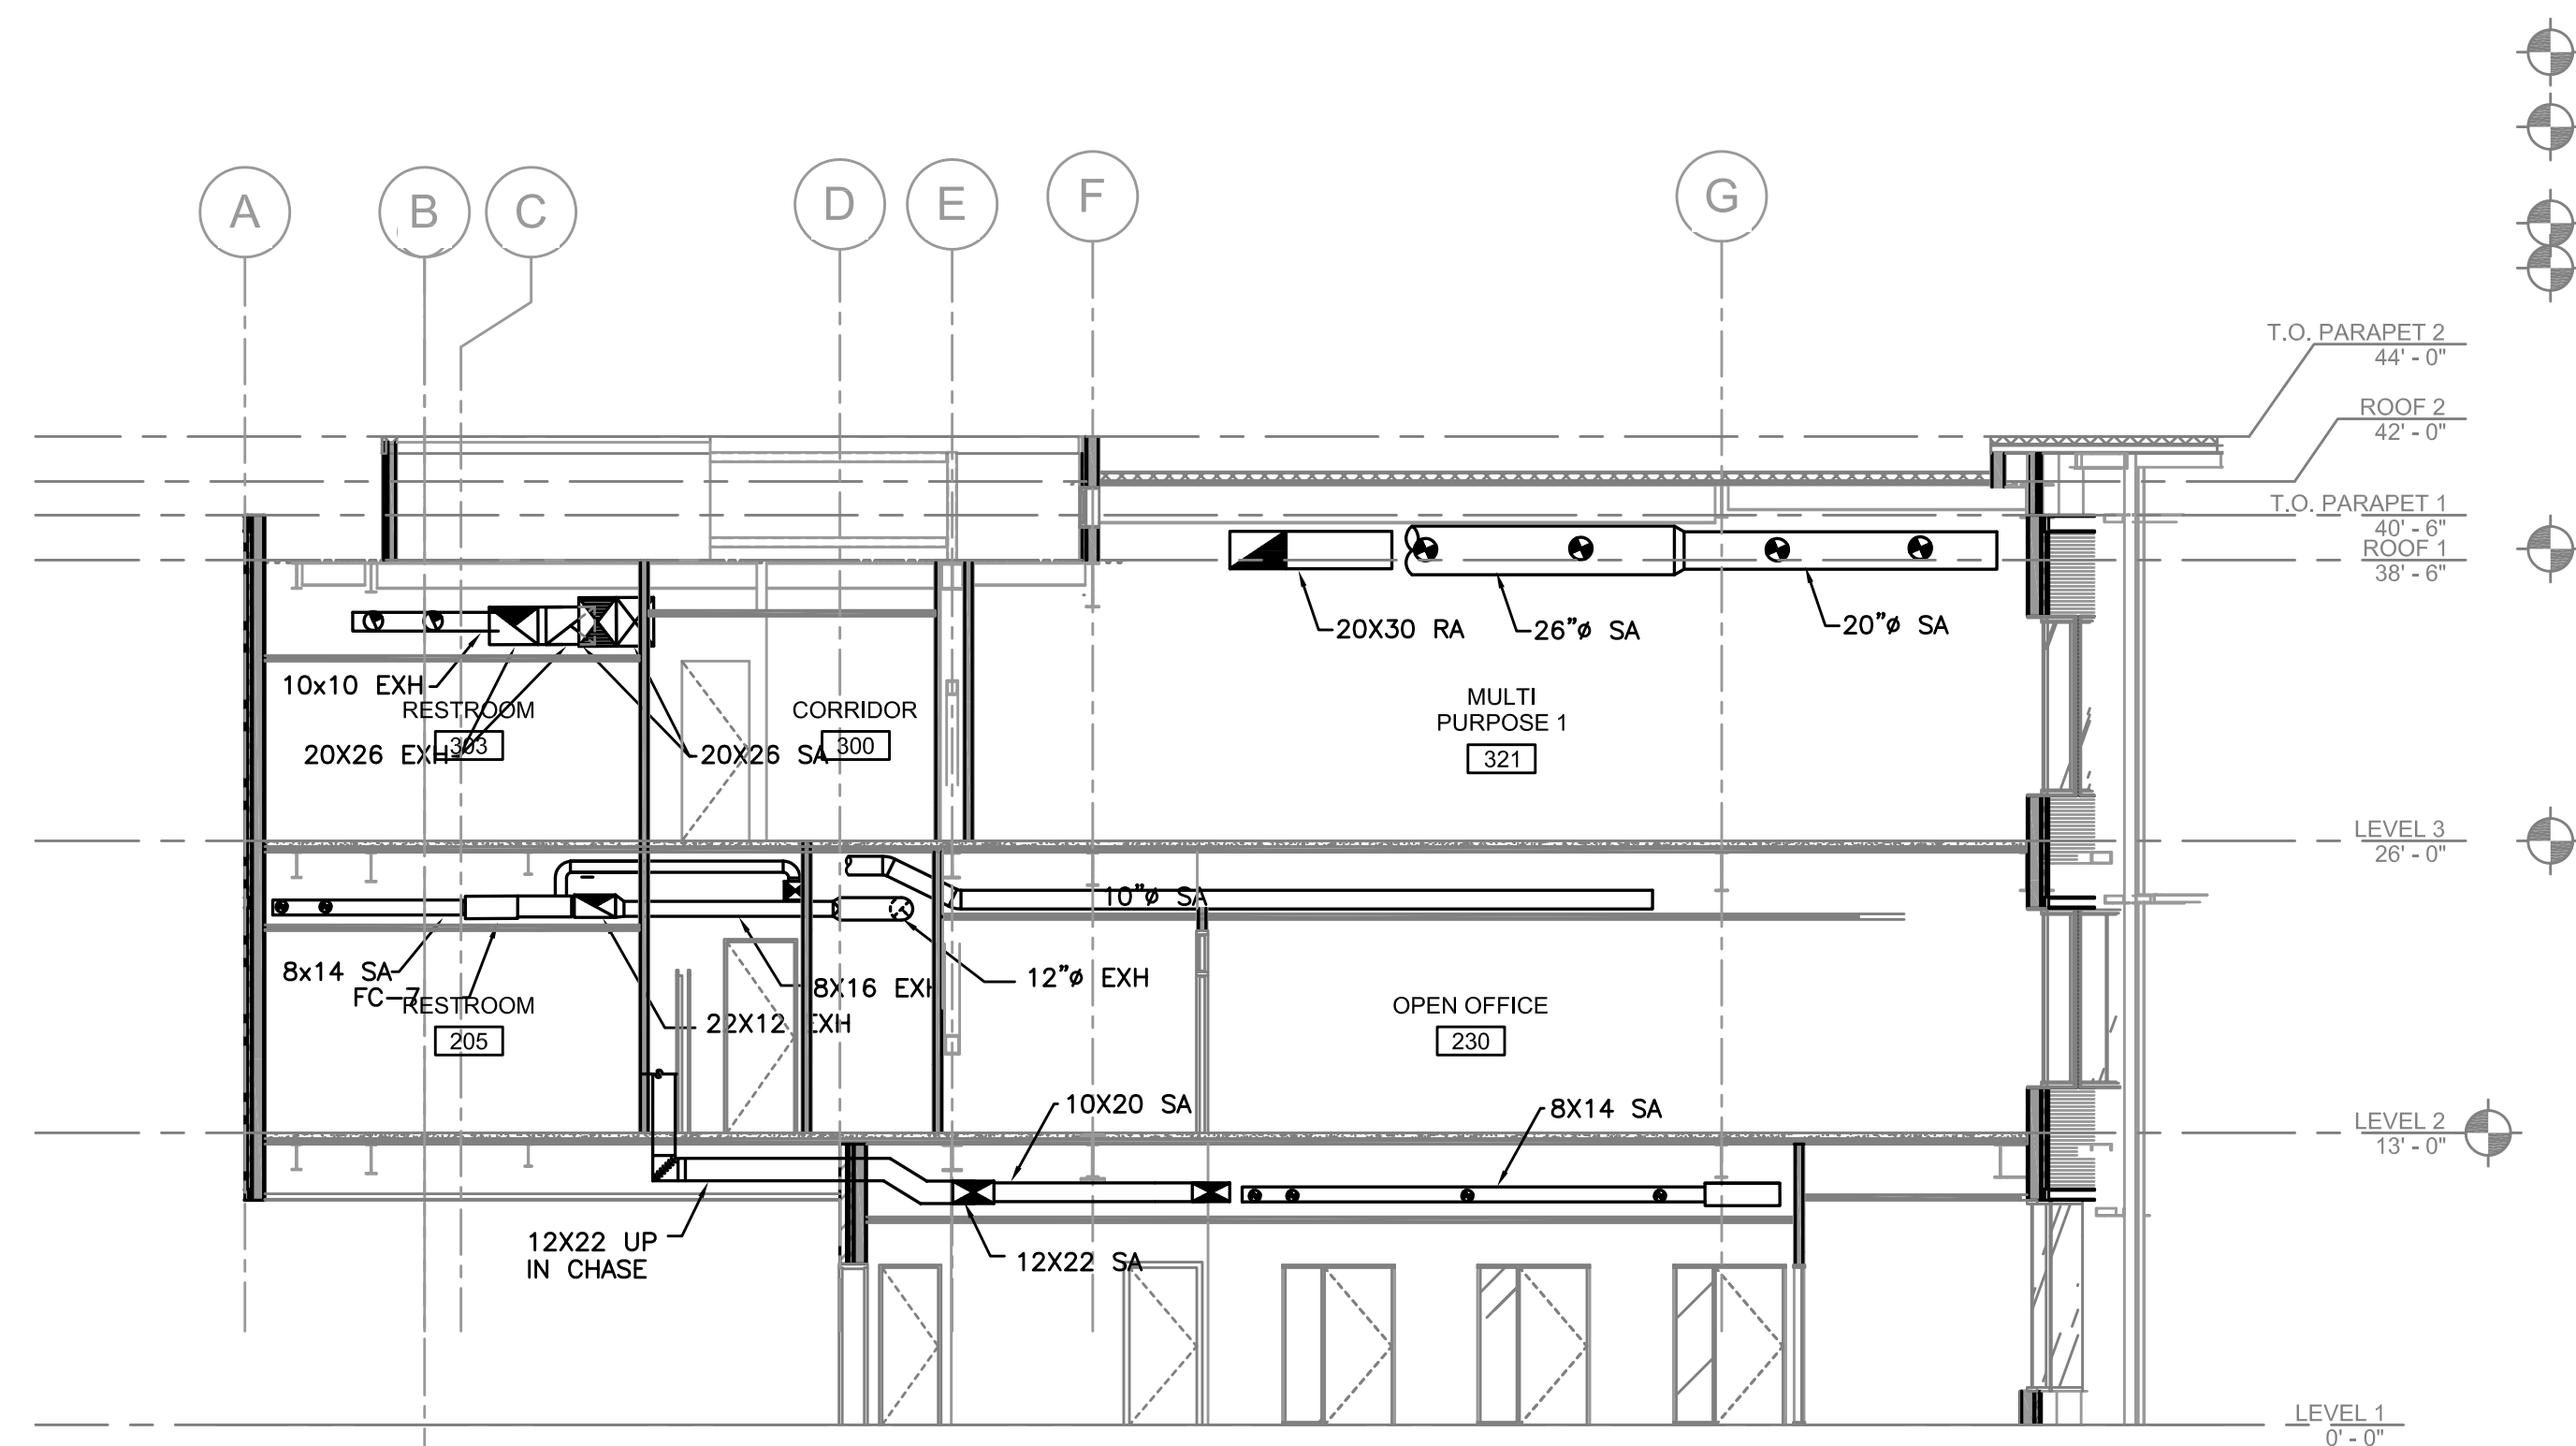 A
B
C
D
E
F
G
T.O. PARAPET 2
44' - 0"
ROOF 2
42' - 0"
T.O. PARAPET 1
40' - 6"
ROOF 1
38' - 6"
20X30 RA
26"ø SA
20"ø SA
10x10 EXH
RESTROOM
303
20X26 EXH
20X26 SA
CORRIDOR
300
MULTI
PURPOSE 1
321
LEVEL 3
26' - 0"
10"ø SA
8x14 SA
FC-7
RESTROOM
205
8X16 EXH
22X12 EXH
12"ø EXH
OPEN OFFICE
230
10X20 SA
8X14 SA
LEVEL 2
13' - 0"
12X22 UP
IN CHASE
12X22 SA
LEVEL 1
0' - 0"